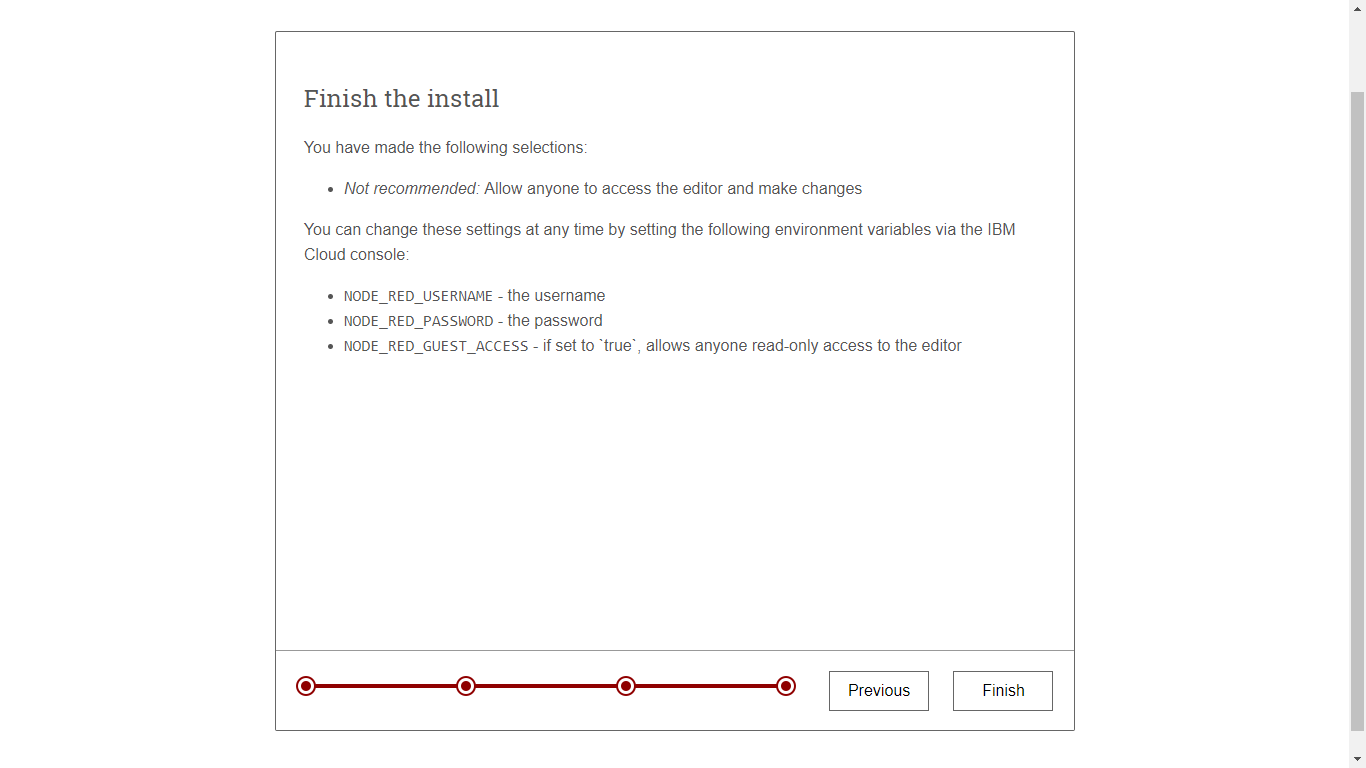 Finish the install
You have made the following selections:
Not recommended: Allow anyone to access the editor and make changes
You can change these settings at any time by setting the following environment variables via the IBM
Cloud console:
NODE_RED_USERNAME - the username
NODE_RED_PASSWORD - the password
NODE_RED_GUEST_ACCESS - if set to `true`, allows anyone read-only access to the editor
Previous
Finish